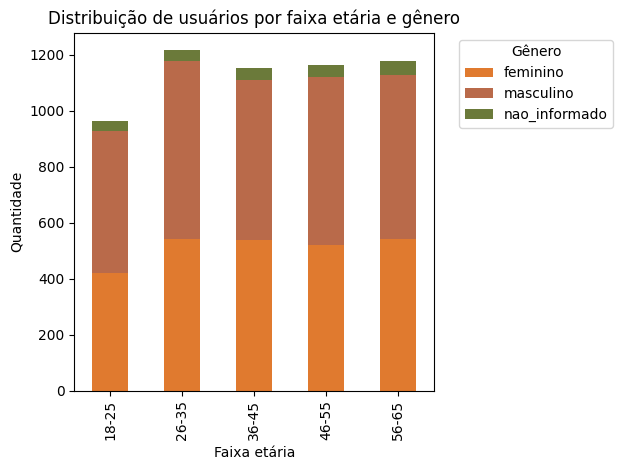 Distribuição de usuários por faixa etária e gênero
Gênero
feminino
masculino
nao_informado
Quantidade
1200
1000
800
600
400
200
0
18-25
26-35
36-45
46-55
56-65
Faixa etária